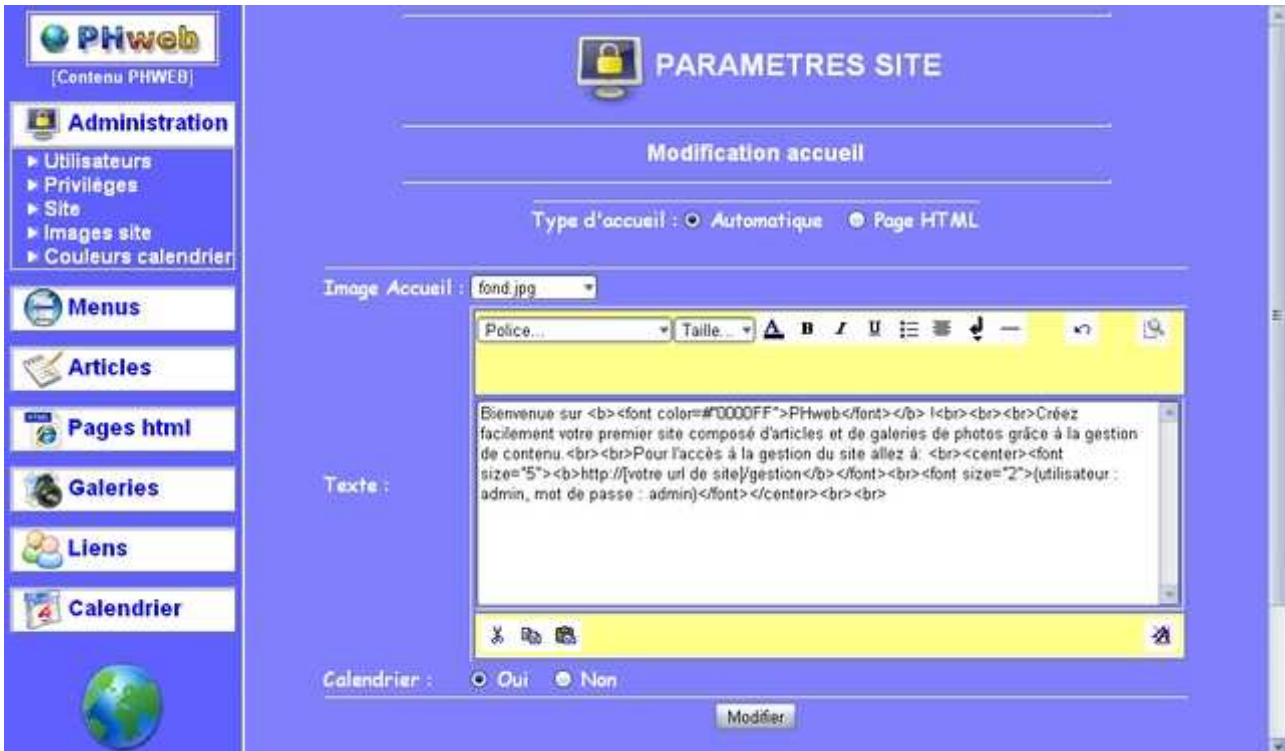 PHweb
[Contenu PHWEB]
Administration
Utilisateurs
Privilèges
Site
Images site
Couleurs calendrier
Menus
Articles
Pages html
Galeries
Liens
Calendrier
PARAMETRES SITE
Modification accueil
Type d'accueil : Automatique Page HTML
Image Accueil : fond.jpg
Police... Taille... A B I U
Texte :
Bienvenue sur <b><font color=#"0000FF">PHweb</font></b> !<br><br><br>Créez
facilement votre premier site composé d'articles et de galeries de photos grâce à la gestion
de contenu.<br><br>Pour l'accès à la gestion du site allez à: <br><center><font
size="5"><b>http://[votre url de site]/gestion</b></font><br><font size="2">(utilisateur :
admin, mot de passe : admin)</font></center><br><br>
Calendrier : Oui Non
Modifier